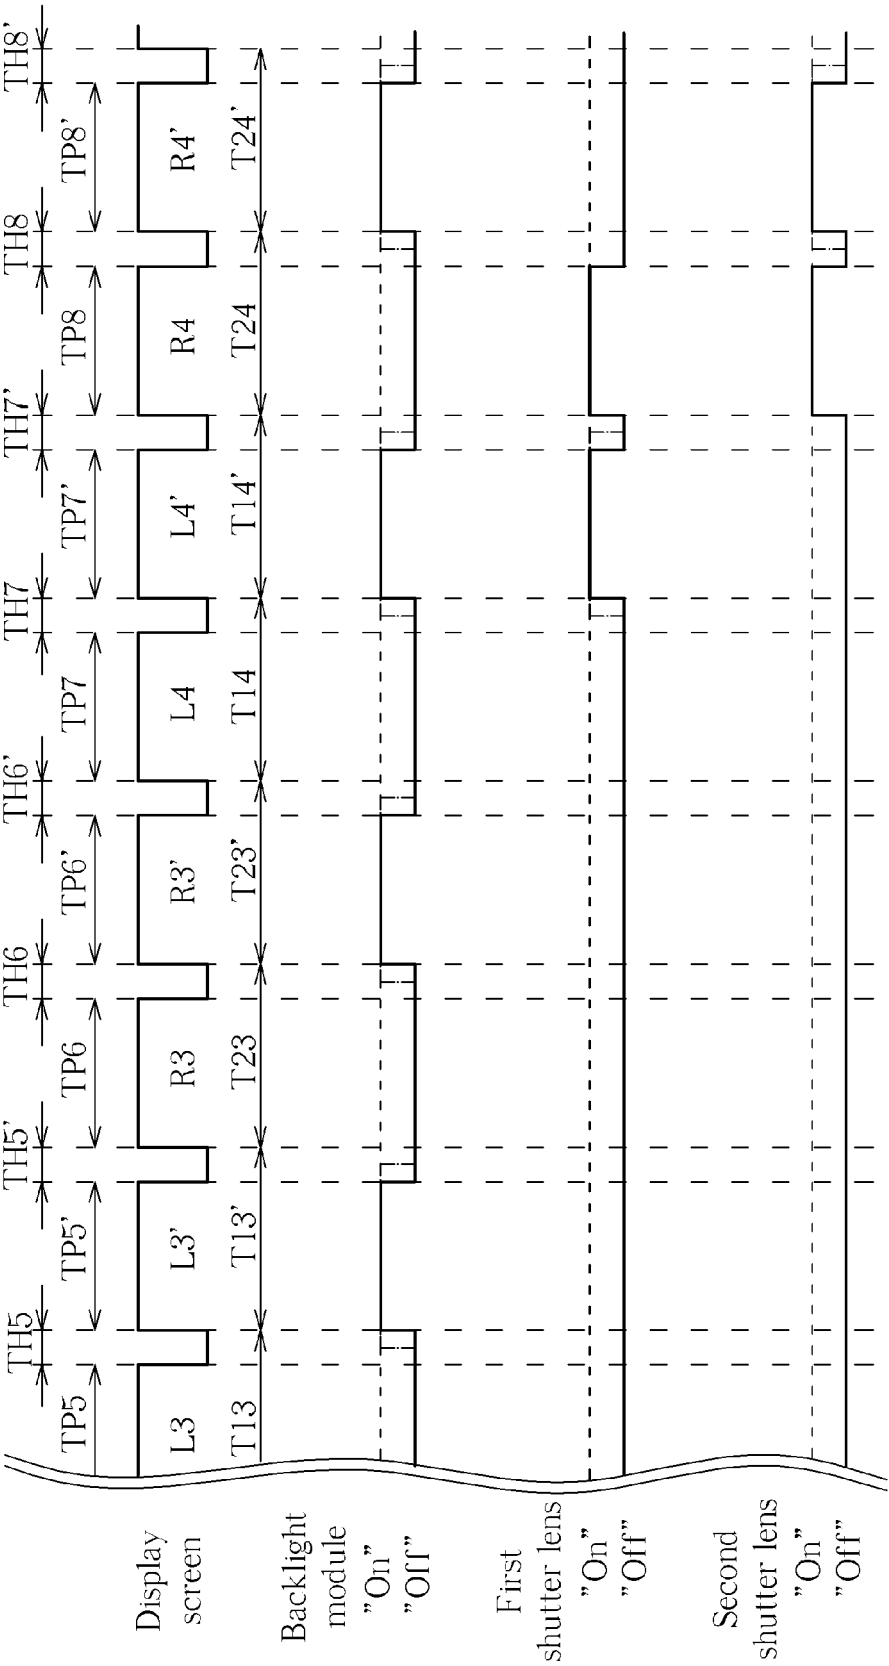 TH5 TH5' TH6 TH6' TH7 TH7' TH8 TH8'
TP5 TP5' TP6 TP6' TP7 TP7' TP8 TP8'
Display
screen
L3 L3' R3 R3' L4 L4' R4 R4'
T13 T13' T23 T23' T14 T14' T24 T24'
Backlight
module
”On”
”Off”
First
shutter lens
”On”
”Off”
Second
shutter lens
”On”
”Off”